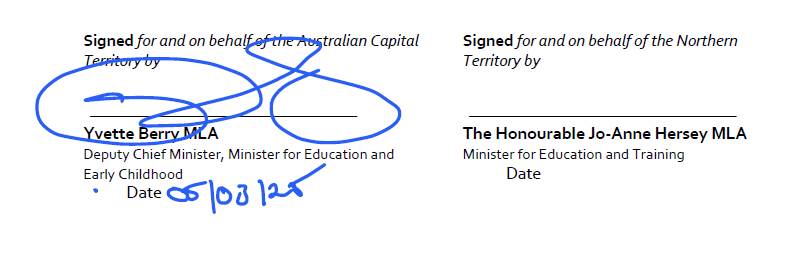 Signed for and on behalf of the Australian Capital
Territory by
Yvette Berry MLA
Deputy Chief Minister, Minister for Education and
Early Childhood
Date 05/03/25
Signed for and on behalf of the Northern
Territory by
The Honourable Jo-Anne Hersey MLA
Minister for Education and Training
Date